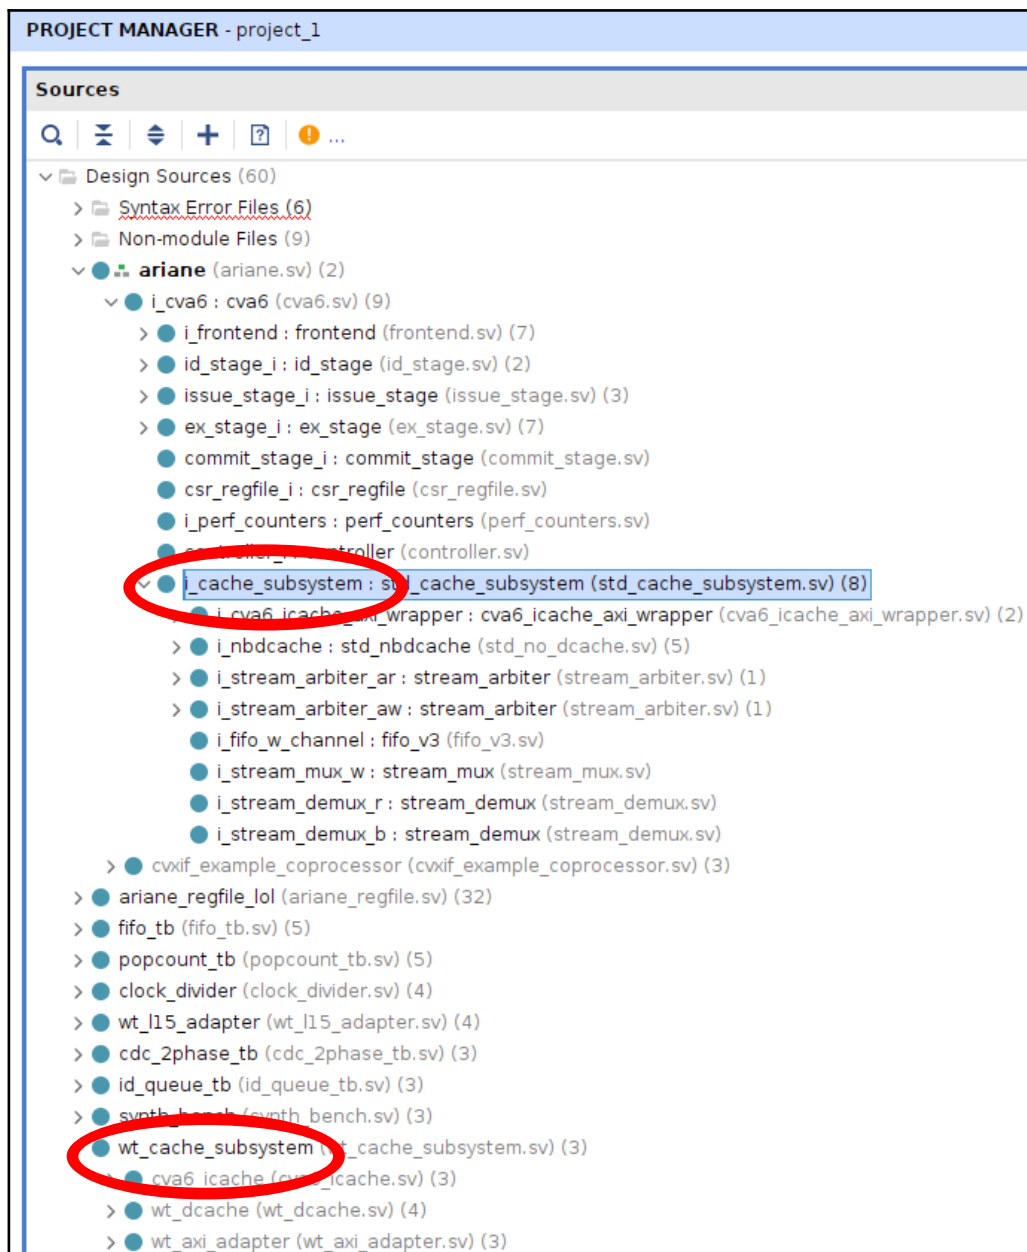 PROJECT MANAGER - project_1
Sources
...
Design Sources (60)
Syntax Error Files (6)
Non-module Files (9)
ariane (ariane.sv) (2)
i_cva6 : cva6 (cva6.sv) (9)
i_frontend : frontend (frontend.sv) (7)
id_stage_i : id_stage (id_stage.sv) (2)
issue_stage_i : issue_stage (issue_stage.sv) (3)
ex_stage_i : ex_stage (ex_stage.sv) (7)
commit_stage_i : commit_stage (commit_stage.sv)
csr_regfile_i : csr_regfile (csr_regfile.sv)
i_perf_counters : perf_counters (perf_counters.sv)
controller_i : controller (controller.sv)
i_cache_subsystem : std_cache_subsystem (std_cache_subsystem.sv) (8)
i_cva6_icache_axi_wrapper : cva6_icache_axi_wrapper (cva6_icache_axi_wrapper.sv) (2)
i_nbdcache : std_nbdcache (std_no_dcache.sv) (5)
i_stream_arbiter_ar : stream_arbiter (stream_arbiter.sv) (1)
i_stream_arbiter_aw : stream_arbiter (stream_arbiter.sv) (1)
i_fifo_w_channel : fifo_v3 (fifo_v3.sv)
i_stream_mux_w : stream_mux (stream_mux.sv)
i_stream_demux_r : stream_demux (stream_demux.sv)
i_stream_demux_b : stream_demux (stream_demux.sv)
cvxif_example_coprocessor (cvxif_example_coprocessor.sv) (3)
ariane_regfile_lol (ariane_regfile.sv) (32)
fifo_tb (fifo_tb.sv) (5)
popcount_tb (popcount_tb.sv) (5)
clock_divider (clock_divider.sv) (4)
wt_l15_adapter (wt_l15_adapter.sv) (4)
cdc_2phase_tb (cdc_2phase_tb.sv) (3)
id_queue_tb (id_queue_tb.sv) (3)
synth_bench (synth_bench.sv) (3)
wt_cache_subsystem (wt_cache_subsystem.sv) (3)
cva6_icache (cva6_icache.sv) (3)
wt_dcache (wt_dcache.sv) (4)
wt_axi_adapter (wt_axi_adapter.sv) (3)